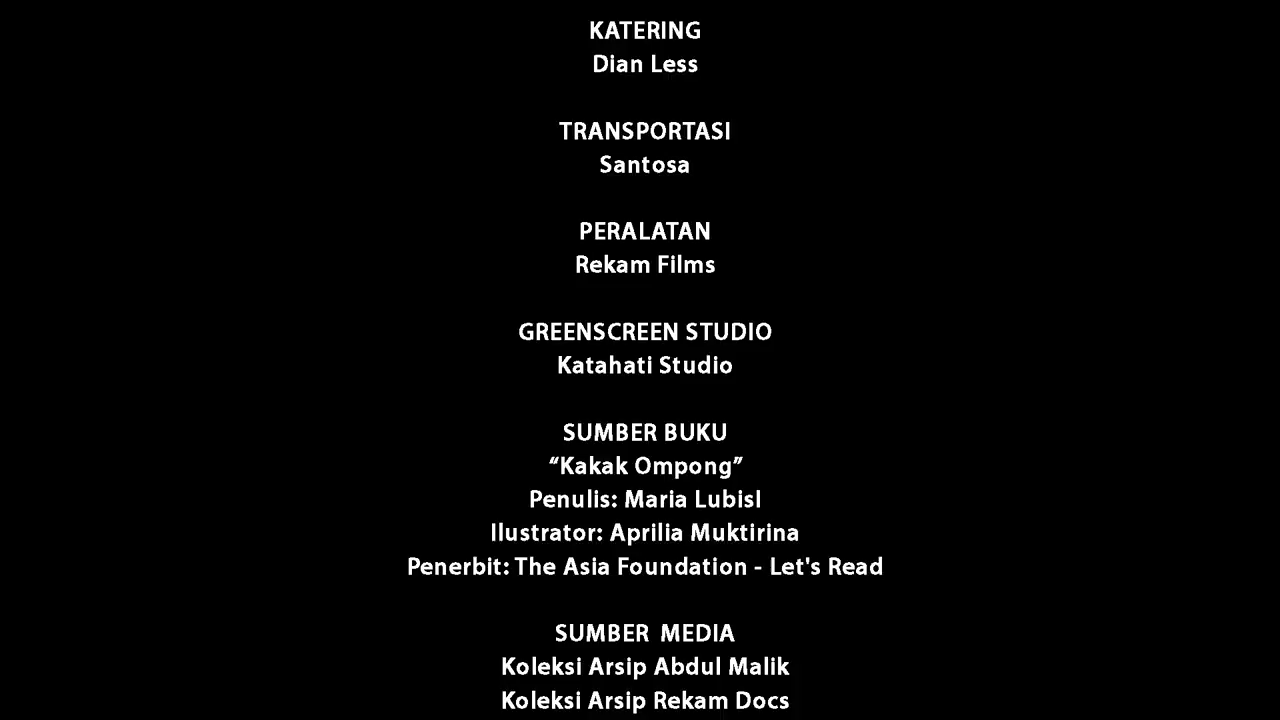 KATERING
Dian Less
TRANSPORTASI
Santosa
PERALATAN
Rekam Films
GREENSCREEN STUDIO
Katahati Studio
SUMBER BUKU
“Kakak Ompong”
Penulis: Maria LubisI
Ilustrator: Aprilia Muktirina
Penerbit: The Asia Foundation - Let's Read
SUMBER MEDIA
Koleksi Arsip Abdul Malik
Koleksi Arsip Rekam Docs